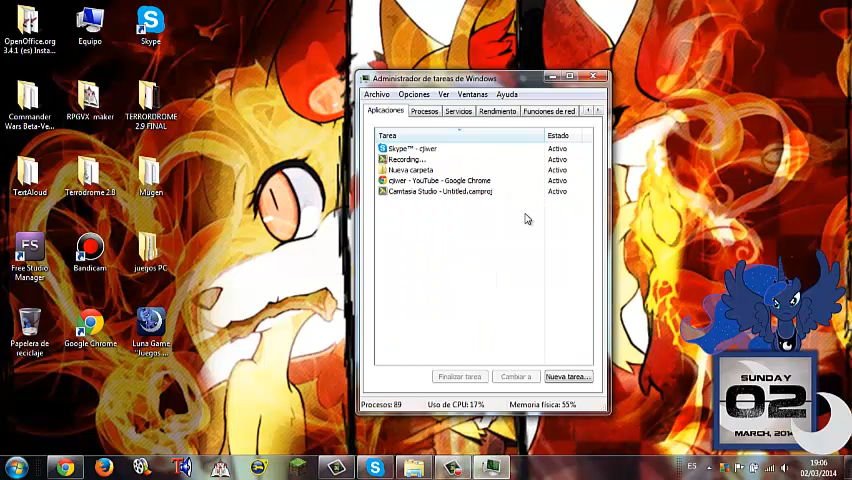 OpenOffice.org
3.4.1 (es) Insta...
Equipo
Skype
Commander
Wars Beta-Ve...
RPGVX-maker
TERRORDROME
2.9 FINAL
TextAloud
Terrodrome 2.8
Mugen
FS
Free Studio
Manager
Bandicam
juegos PC
Papelera de
reciclaje
Google Chrome
Luna Game
"Juegos ...
Administrador de tareas de Windows
Archivo Opciones Ver Ventanas Ayuda
Aplicaciones Procesos Servicios Rendimiento Funciones de red
Tarea Estado
Skype™ - cjiwer Activo
Recording... Activo
Nueva carpeta Activo
cjiwer - YouTube - Google Chrome Activo
Camtasia Studio - Untitled.camproj Activo
Finalizar tarea Cambiar a Nueva tarea...
Procesos: 89 Uso de CPU: 17% Memoria física: 55%
SUNDAY
02
MARCH, 201
ES
19:06
02/03/2014